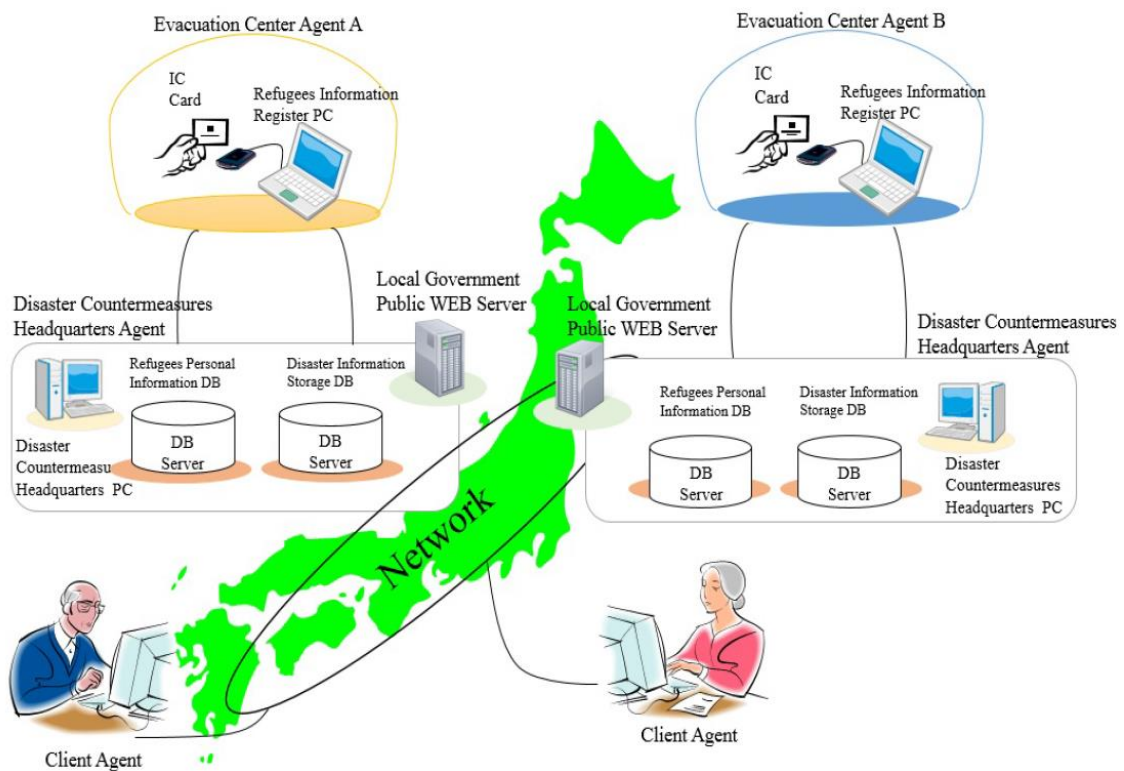 Evacuation Center Agent A
IC
Card
Refugees Information
Register PC
Evacuation Center Agent B
IC
Card
Refugees Information
Register PC
Disaster Countermeasures
Headquarters Agent
Local Government
Public WEB Server
Local Government
Public WEB Server
Disaster Countermeasures
Headquarters Agent
Refugees Personal
Information DB
Disaster Information
Storage DB
DB
Server
DB
Server
Disaster
Countermeasu
Headquarters PC
Refugees Personal
Information DB
Disaster Information
Storage DB
DB
Server
DB
Server
Disaster
Countermeasures
Headquarters PC
Network
Client Agent
Client Agent